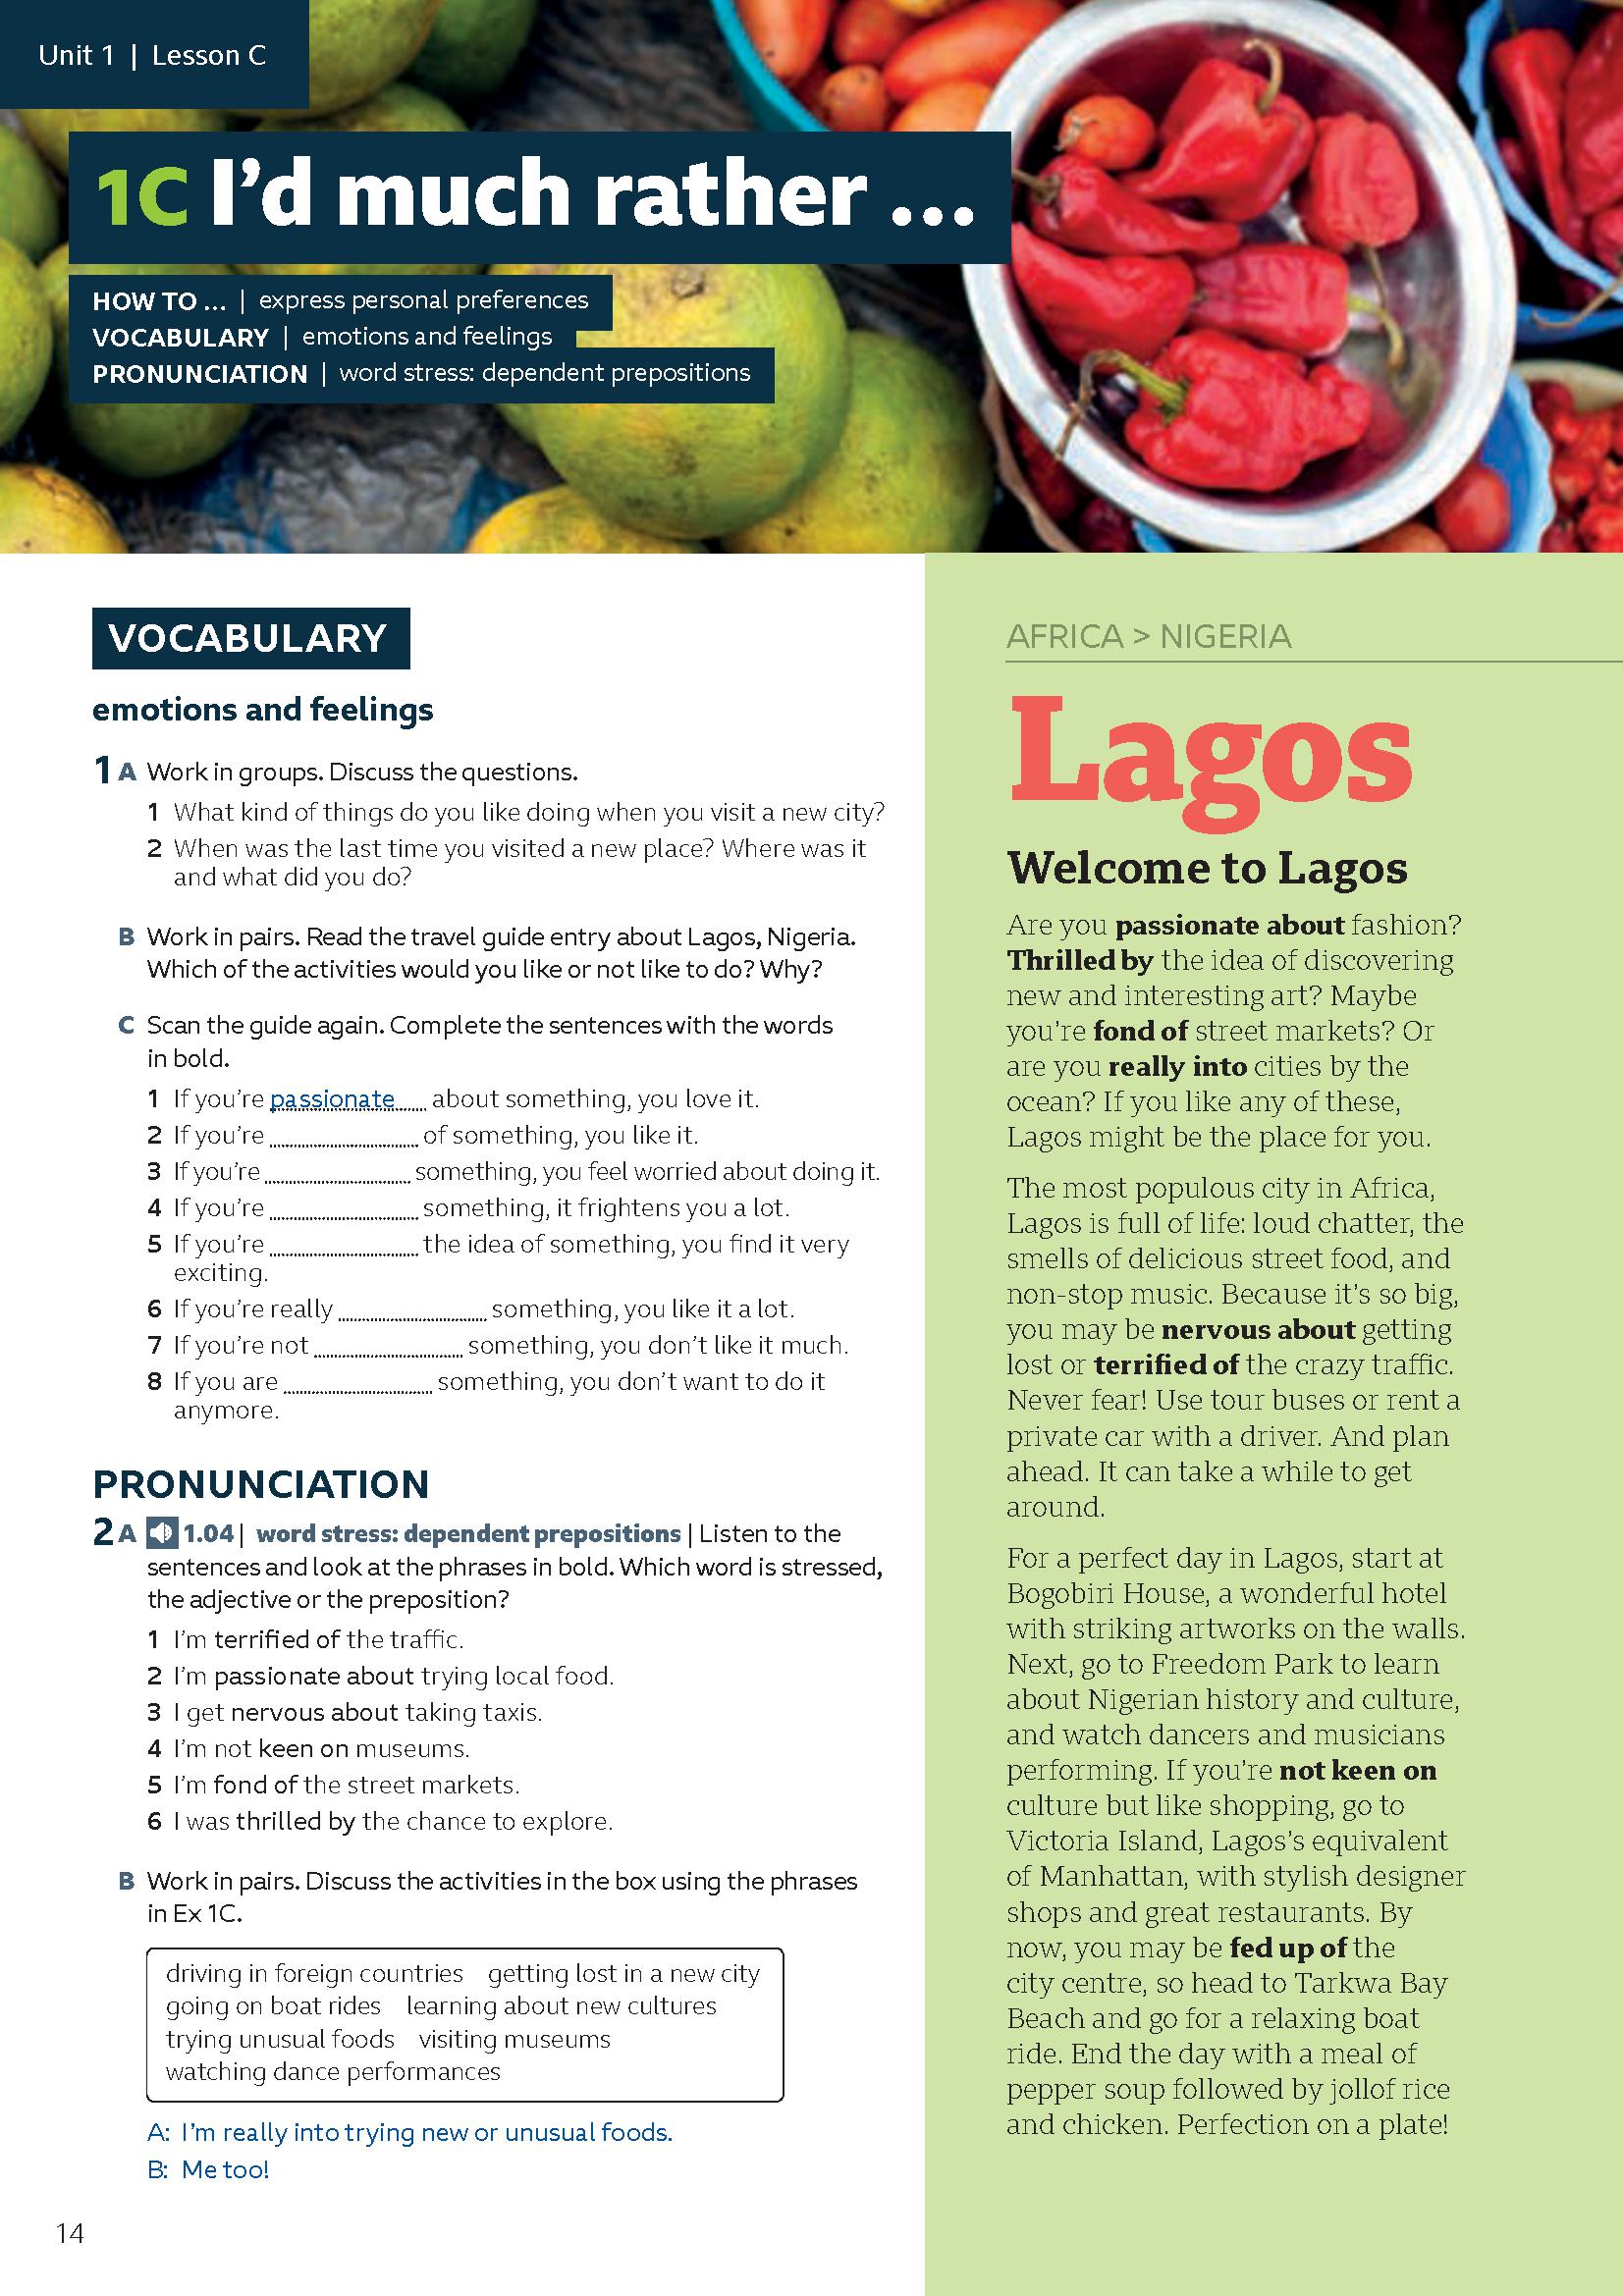 Unit 1 | Lesson C
1C I'd much rather ...
HOW TO ... | express personal preferences
VOCABULARY | emotions and feelings
PRONUNCIATION | word stress: dependent prepositions
VOCABULARY
emotions and feelings
1 A Work in groups. Discuss the questions.
1 What kind of things do you like doing when you visit a new city?
2 When was the last time you visited a new place? Where was it
and what did you do?
B Work in pairs. Read the travel guide entry about Lagos, Nigeria.
Which of the activities would you like or not like to do? Why?
C Scan the guide again. Complete the sentences with the words
in bold.
1 If you're passionate about something, you love it.
2 If you're ............ of something, you like it.
3 If you're ............ something, you feel worried about doing it.
4 If you're ............ something, it frightens you a lot.
5 If you're ............ the idea of something, you find it very
exciting.
6 If you're really ............ something, you like it a lot.
7 If you're not ............ something, you don't like it much.
8 If you are ............ something, you don't want to do it
anymore.
PRONUNCIATION
2 A 1.04 | word stress: dependent prepositions | Listen to the
sentences and look at the phrases in bold. Which word is stressed,
the adjective or the preposition?
1 I'm terrified of the traffic.
2 I'm passionate about trying local food.
3 I get nervous about taking taxis.
4 I'm not keen on museums.
5 I'm fond of the street markets.
6 I was thrilled by the chance to explore.
B Work in pairs. Discuss the activities in the box using the phrases
in Ex 1C.
driving in foreign countries getting lost in a new city
going on boat rides learning about new cultures
trying unusual foods visiting museums
watching dance performances
A: I'm really into trying new or unusual foods.
B: Me too!
14
AFRICA > NIGERIA
Lagos
Welcome to Lagos
Are you passionate about fashion?
Thrilled by the idea of discovering
new and interesting art? Maybe
you're fond of street markets? Or
are you really into cities by the
ocean? If you like any of these,
Lagos might be the place for you.
The most populous city in Africa,
Lagos is full of life: loud chatter, the
smells of delicious street food, and
non-stop music. Because it's so big,
you may be nervous about getting
lost or terrified of the crazy traffic.
Never fear! Use tour buses or rent a
private car with a driver. And plan
ahead. It can take a while to get
around.
For a perfect day in Lagos, start at
Bogobiri House, a wonderful hotel
with striking artworks on the walls.
Next, go to Freedom Park to learn
about Nigerian history and culture,
and watch dancers and musicians
performing. If you're not keen on
culture but like shopping, go to
Victoria Island, Lagos's equivalent
of Manhattan, with stylish designer
shops and great restaurants. By
now, you may be fed up of the
city centre, so head to Tarkwa Bay
Beach and go for a relaxing boat
ride. End the day with a meal of
pepper soup followed by jollof rice
and chicken. Perfection on a plate!